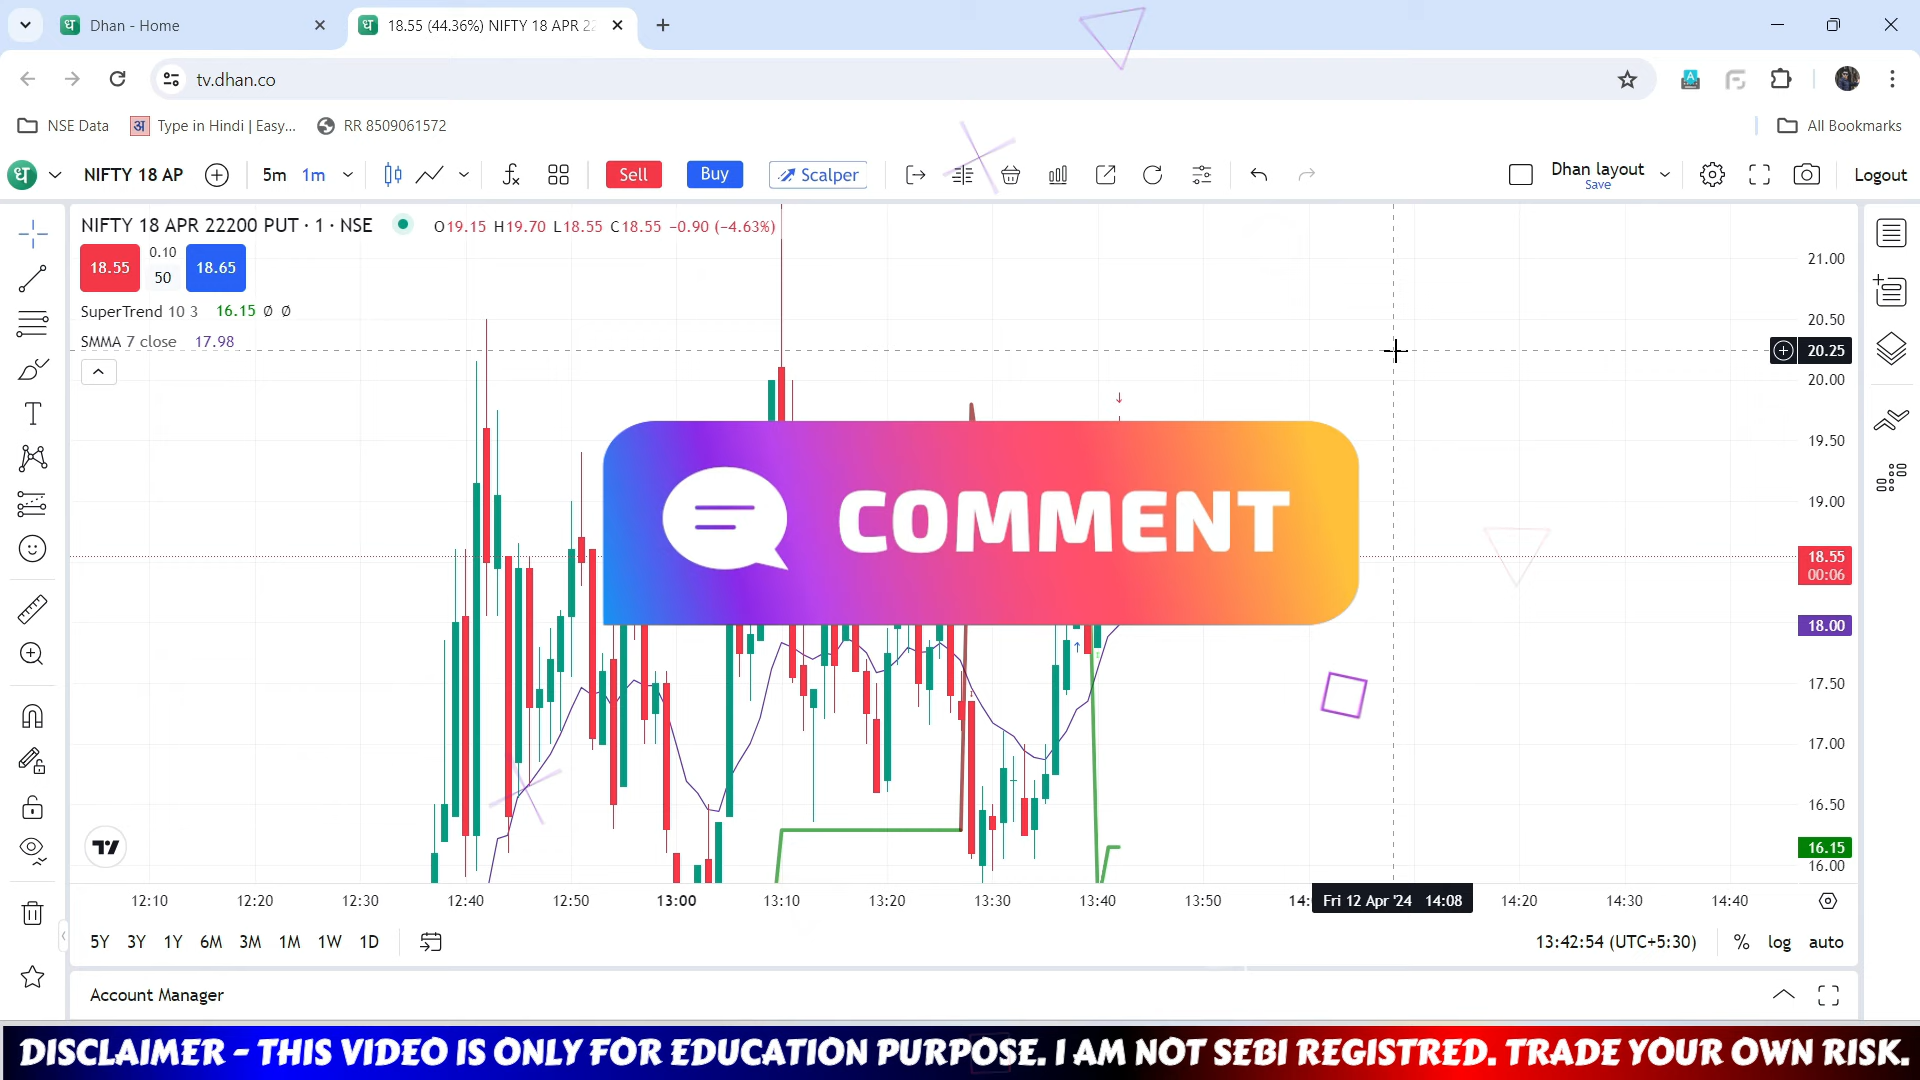 Dhan - Home
18.55 (44.36%) NIFTY 18 APR 22
tv.dhan.co
NSE Data
अ Type in Hindi | Easy...
RR 8509061572
All Bookmarks
ध NIFTY 18 AP
5m 1m
Sell Buy Scalper
Dhan layout
Save
Logout
NIFTY 18 APR 22200 PUT · 1 · NSE
O19.15 H19.70 L18.55 C18.55 −0.90 (−4.63%)
18.55 0.10 50 18.65
SuperTrend 10 3 16.15 Ø Ø
SMMA 7 close 17.98
21.00
20.50
20.25
20.00
19.50
19.00
18.55
00:06
18.00
17.50
17.00
16.50
16.15
16.00
COMMENT
12:10 12:20 12:30 12:40 12:50 13:00 13:10 13:20 13:30 13:40 13:50 14: Fri 12 Apr '24 14:08 14:20 14:30 14:40
5Y 3Y 1Y 6M 3M 1M 1W 1D
13:42:54 (UTC+5:30) % log auto
Account Manager
DISCLAIMER - THIS VIDEO IS ONLY FOR EDUCATION PURPOSE. I AM NOT SEBI REGISTRED. TRADE YOUR OWN RISK.